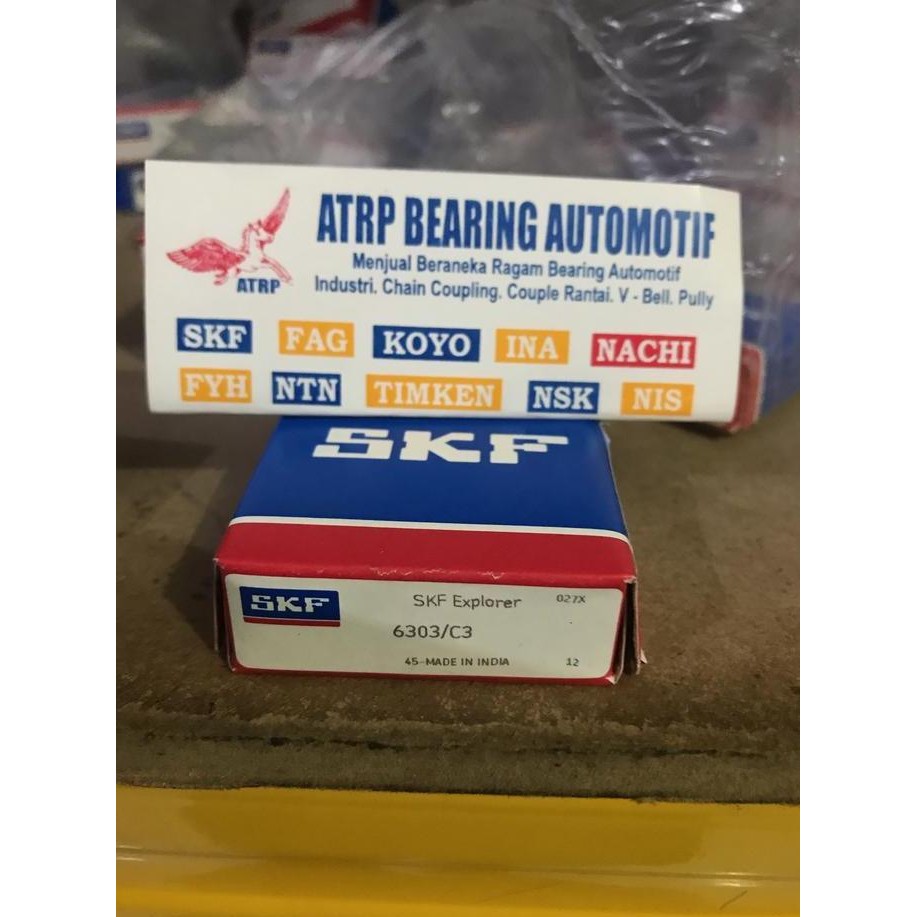 ATRP BEARING AUTOMOTIF
Menjual Beraneka Ragam Bearing Automotif
Industri. Chain Coupling. Couple Rantai. V - Bell. Pully
ATRP
SKF FAG KOYO INA NACHI
FYH NTN TIMKEN NSK NIS
SKF
SKF SKF Explorer 027X
6303/C3
45-MADE IN INDIA 12